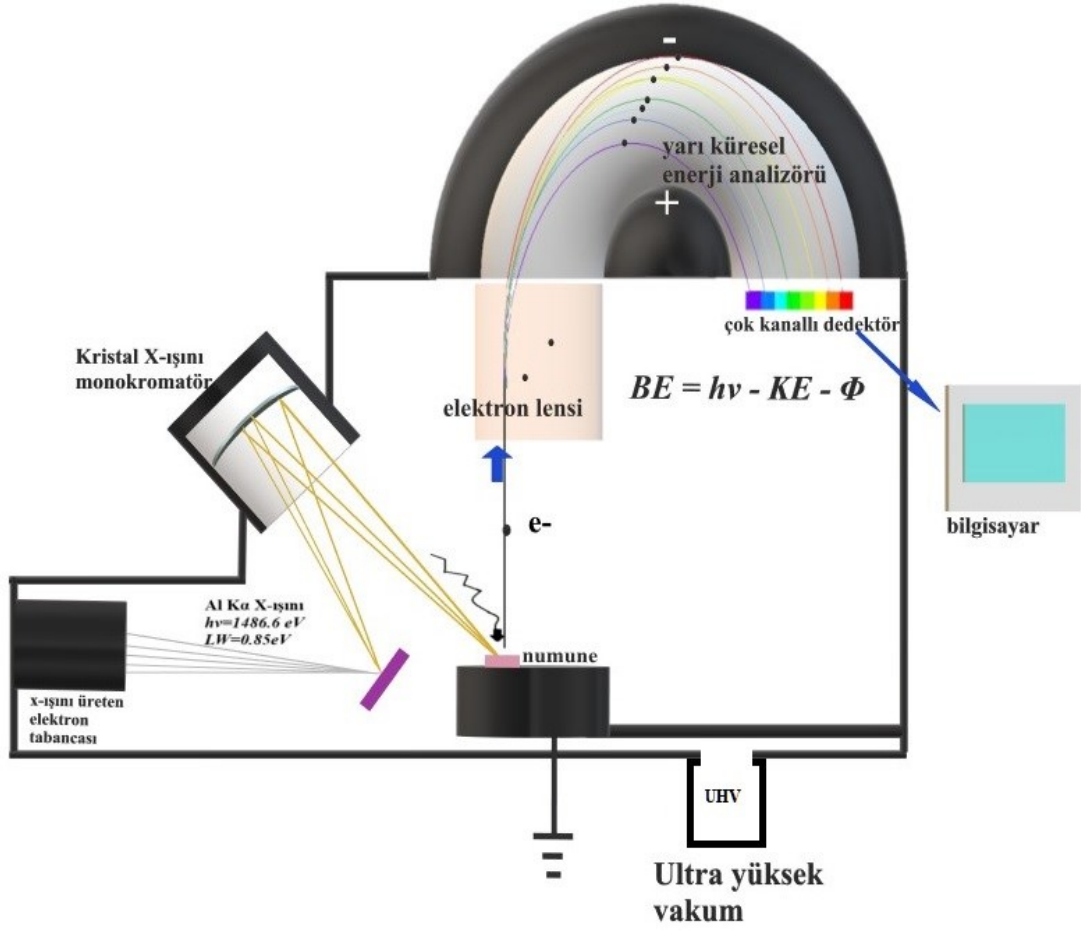 -
yarı küresel
enerji analizörü
+
çok kanallı dedektör
Kristal X-ışını
monokromatör
elektron lensi
BE = hν - KE - Φ
bilgisayar
e-
Al Kα X-ışını
hν=1486.6 eV
LW=0.85eV
numune
x-ışını üreten
elektron
tabancası
UHV
Ultra yüksek
vakum